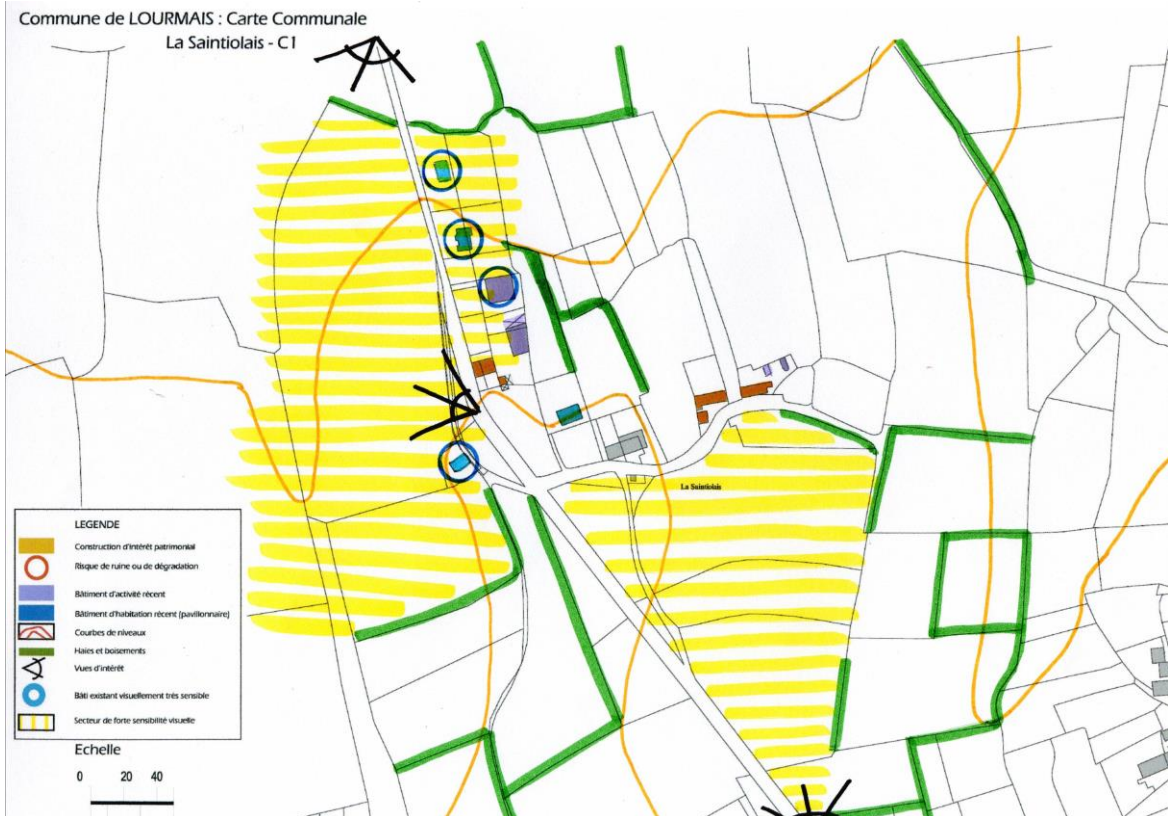 Commune de LOURMAIS : Carte Communale
La Saintiolais - C1
La Saintiolais
LEGENDE
Construction d'intérêt patrimonial
Risque de ruine ou de dégradation
Bâtiment d'activité récent
Bâtiment d'habitation récent (pavillonnaire)
Courbes de niveaux
Haies et boisements
Vues d'intérêt
Bâti existant visuellement très sensible
Secteur de forte sensibilité visuelle
Echelle
0 20 40